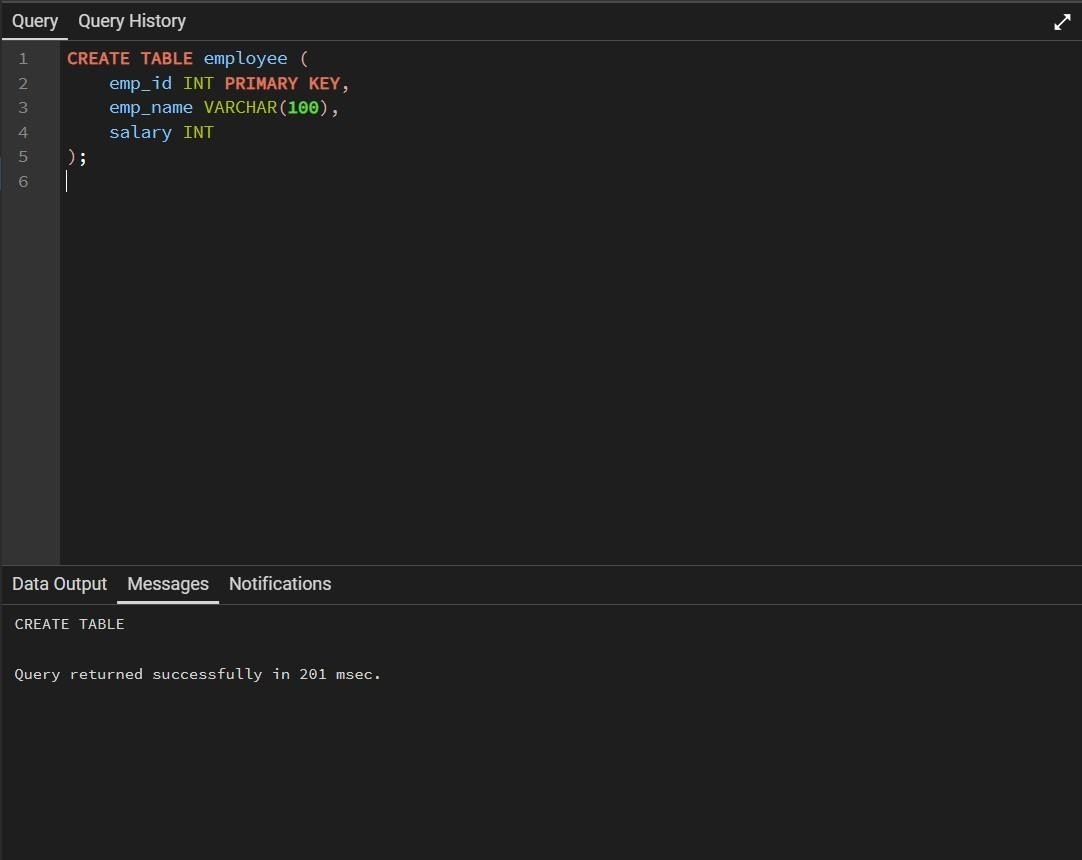 Query Query History
1 CREATE TABLE employee (
2     emp_id INT PRIMARY KEY,
3     emp_name VARCHAR(100),
4     salary INT
5 );
6
Data Output Messages Notifications
CREATE TABLE
Query returned successfully in 201 msec.